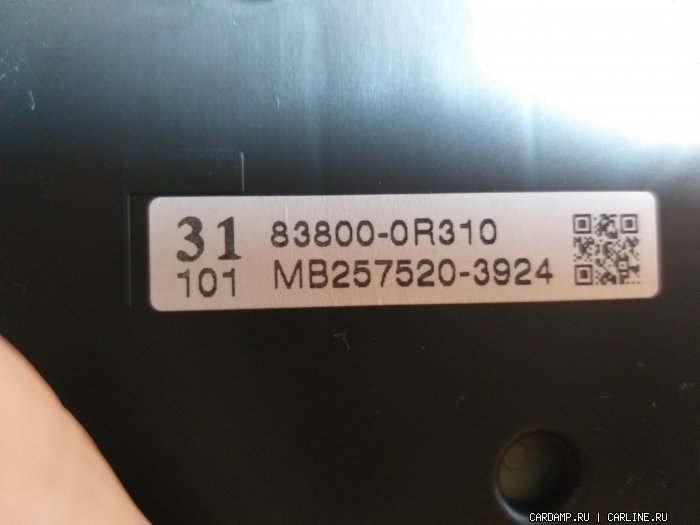 31 83800-0R310
101 MB257520-3924
CARDAMP.RU | CARLINE.RU